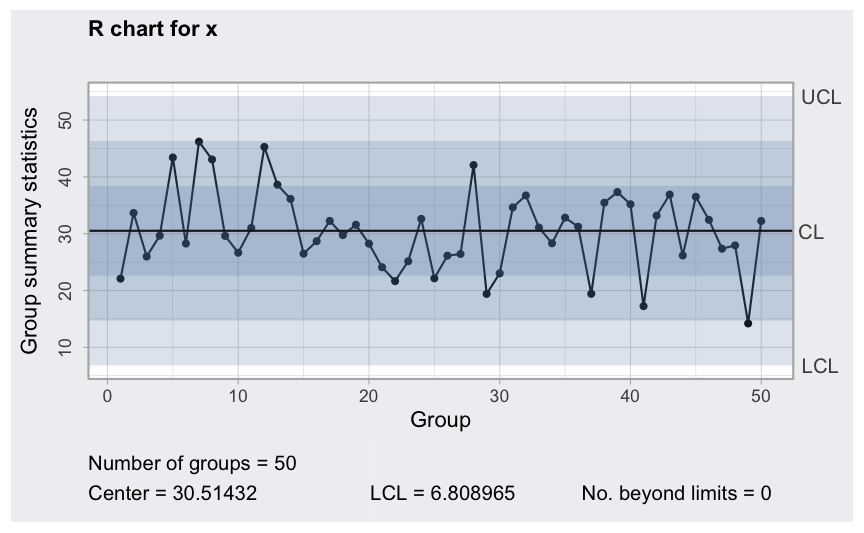 R chart for x
UCL
CL
LCL
Group summary statistics
50
40
30
20
10
0 10 20 30 40 50
Group
Number of groups = 50
Center = 30.51432 LCL = 6.808965 No. beyond limits = 0